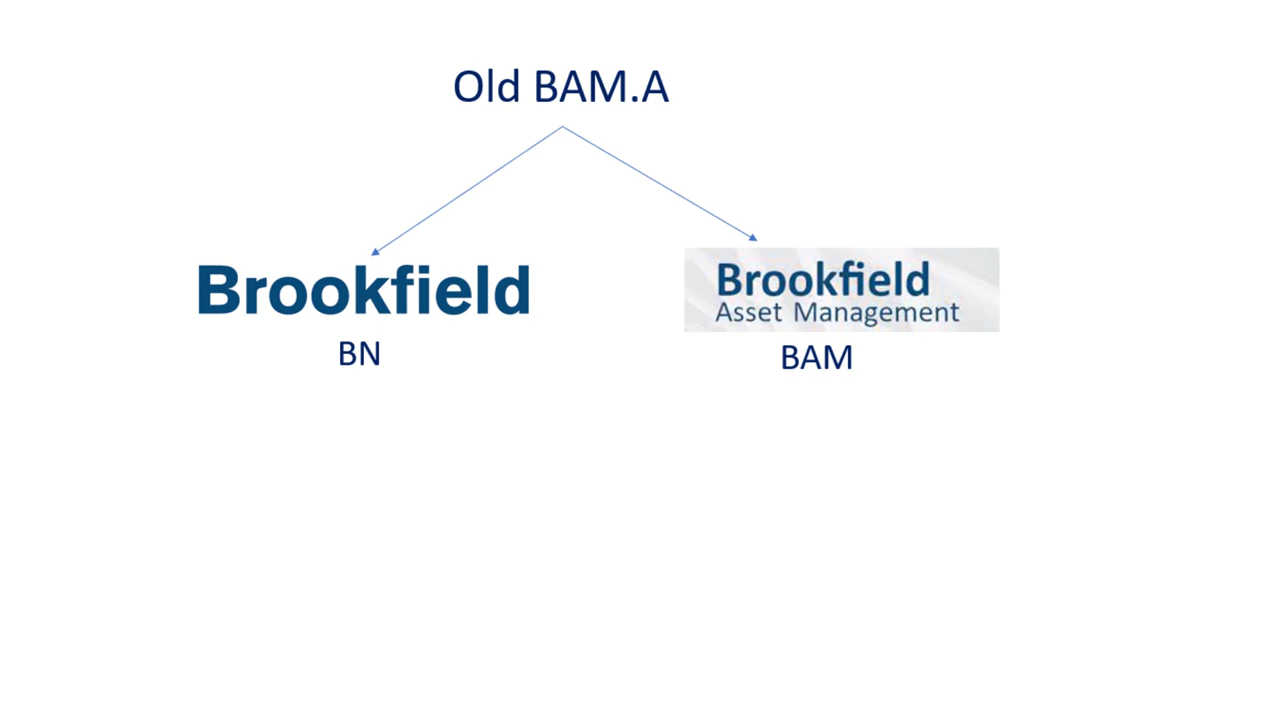 Old BAM.A
Brookfield
Brookfield
Asset Management
BN
BAM